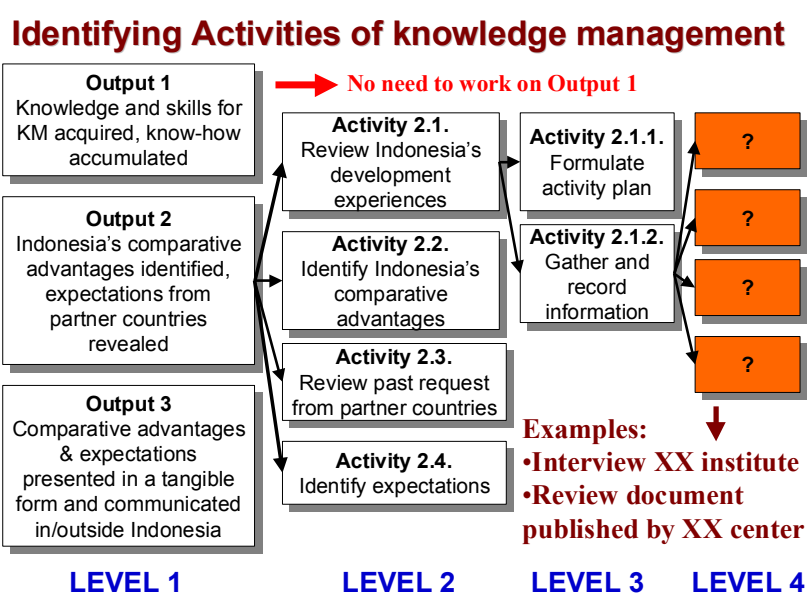 Identifying Activities of knowledge management
Output 1
Knowledge and skills for
KM acquired, know-how
accumulated
No need to work on Output 1
Output 2
Indonesia's comparative
advantages identified,
expectations from
partner countries
revealed
Output 3
Comparative advantages
& expectations
presented in a tangible
form and communicated
in/outside Indonesia
Activity 2.1.
Review Indonesia's
development
experiences
Activity 2.2.
Identify Indonesia's
comparative
advantages
Activity 2.3.
Review past request
from partner countries
Activity 2.4.
Identify expectations
Activity 2.1.1.
Formulate
activity plan
Activity 2.1.2.
Gather and
record
information
?
?
?
?
Examples:
•Interview XX institute
•Review document
published by XX center
LEVEL 1
LEVEL 2
LEVEL 3
LEVEL 4